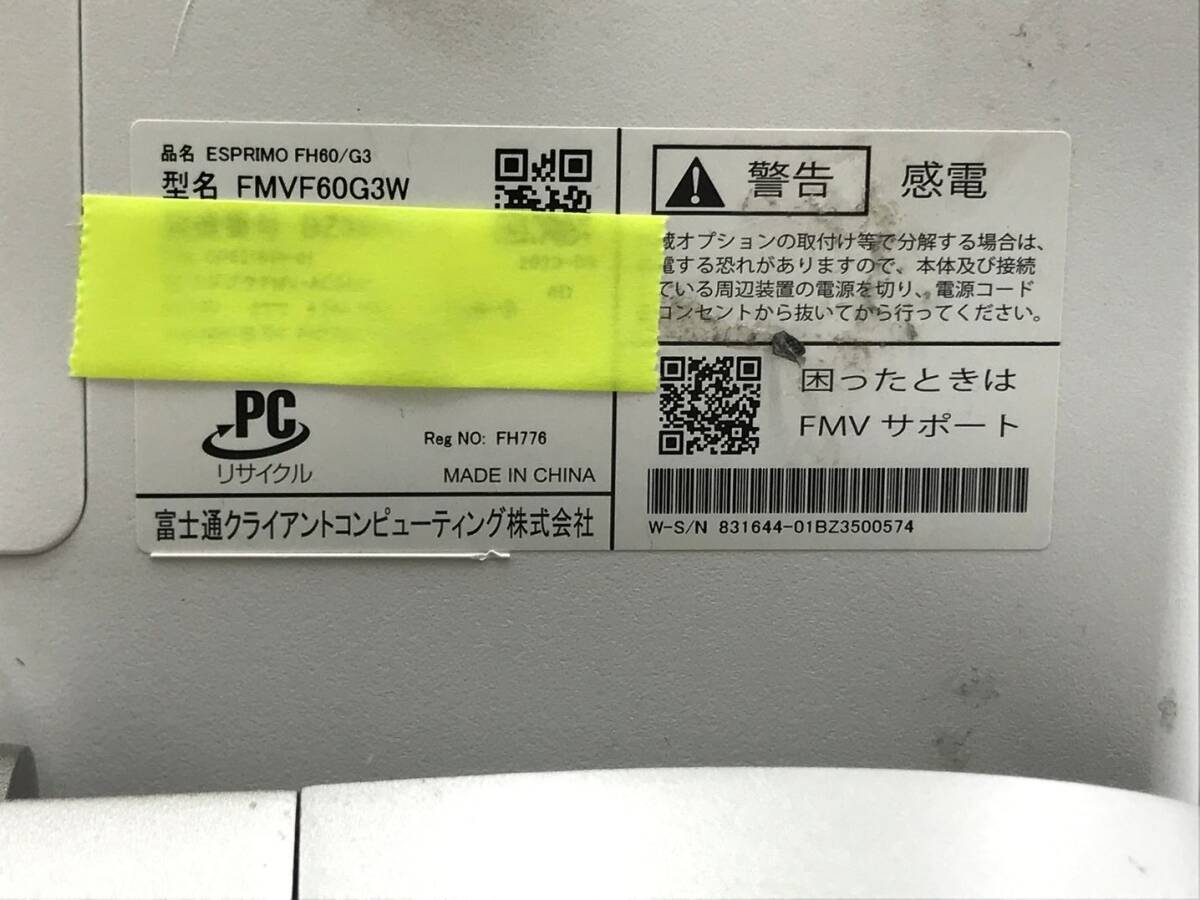 品名 ESPRIMO FH60/G3
型名 FMVF60G3W
PC
リサイクル
Reg NO: FH776
MADE IN CHINA
富士通クライアントコンピューティング株式会社
警告 感電
オプションの取付け等で分解する場合は、
電する恐れがありますので、本体及び接続
ている周辺装置の電源を切り、電源コード
コンセントから抜いてから行ってください。
困ったときは
FMV サポート
W-S/N 831644-01BZ3500574